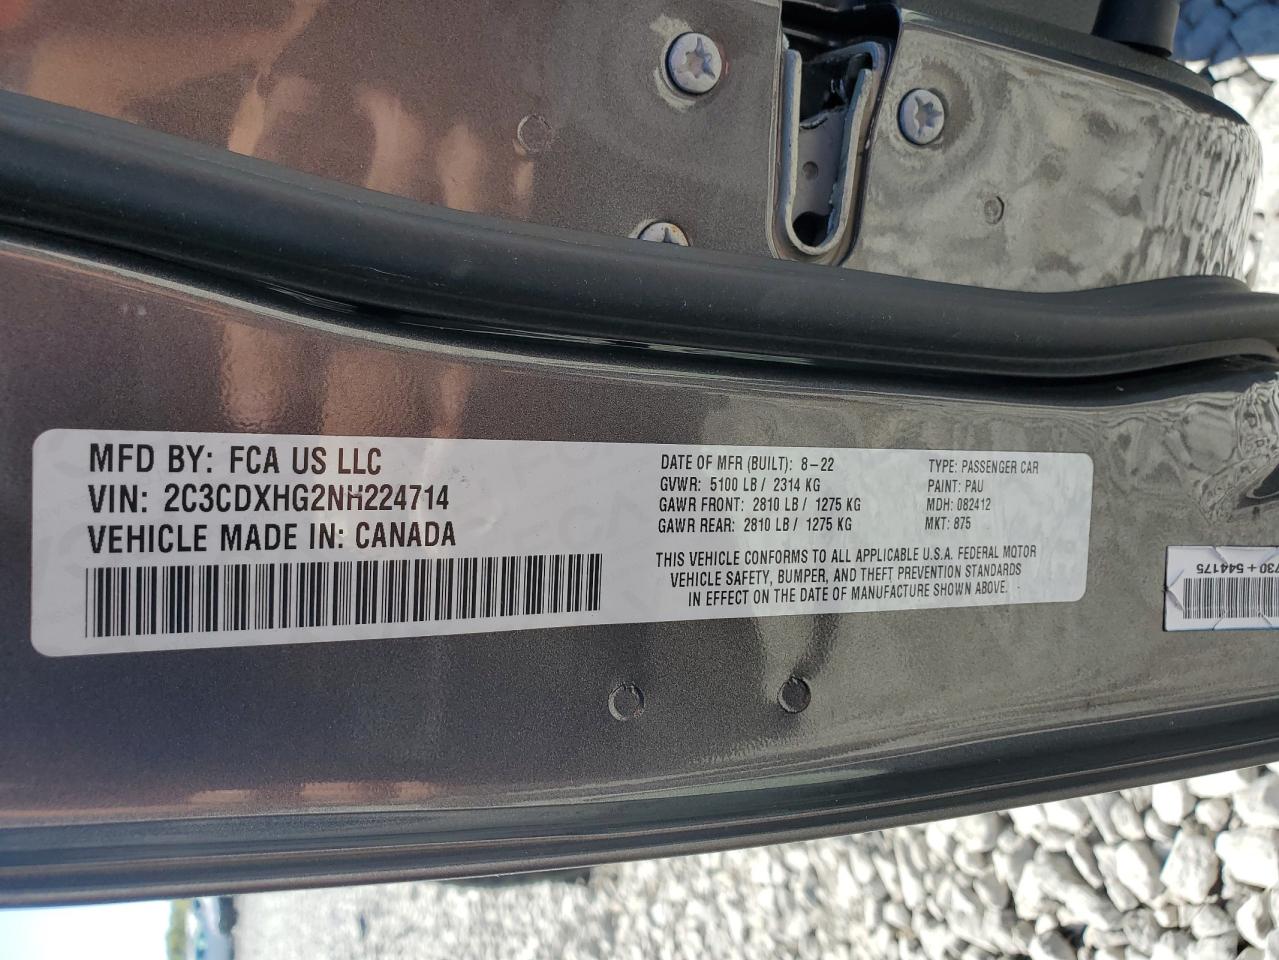 MFD BY: FCA US LLC
VIN: 2C3CDXHG2NH224714
VEHICLE MADE IN: CANADA
DATE OF MFR (BUILT): 8-22
GVWR: 5100 LB / 2314 KG
GAWR FRONT: 2810 LB / 1275 KG
GAWR REAR: 2810 LB / 1275 KG
TYPE: PASSENGER CAR
PAINT: PAU
MDH: 082412
MKT: 875
THIS VEHICLE CONFORMS TO ALL APPLICABLE U.S.A. FEDERAL MOTOR
VEHICLE SAFETY, BUMPER, AND THEFT PREVENTION STANDARDS
IN EFFECT ON THE DATE OF MANUFACTURE SHOWN ABOVE.
730 + 544175